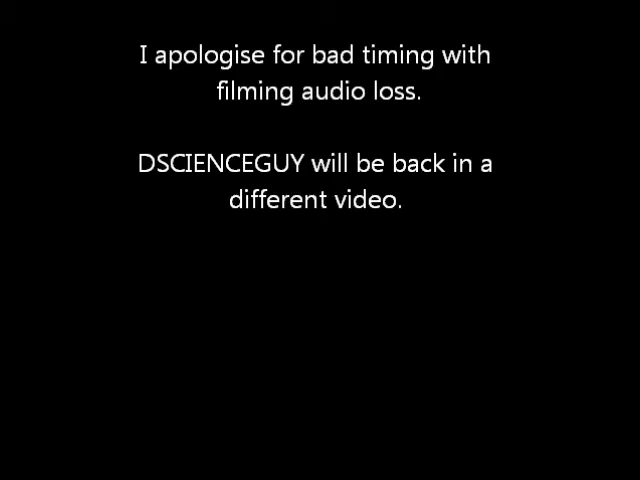 I apologise for bad timing with
filming audio loss.
DSCIENCEGUY will be back in a
different video.